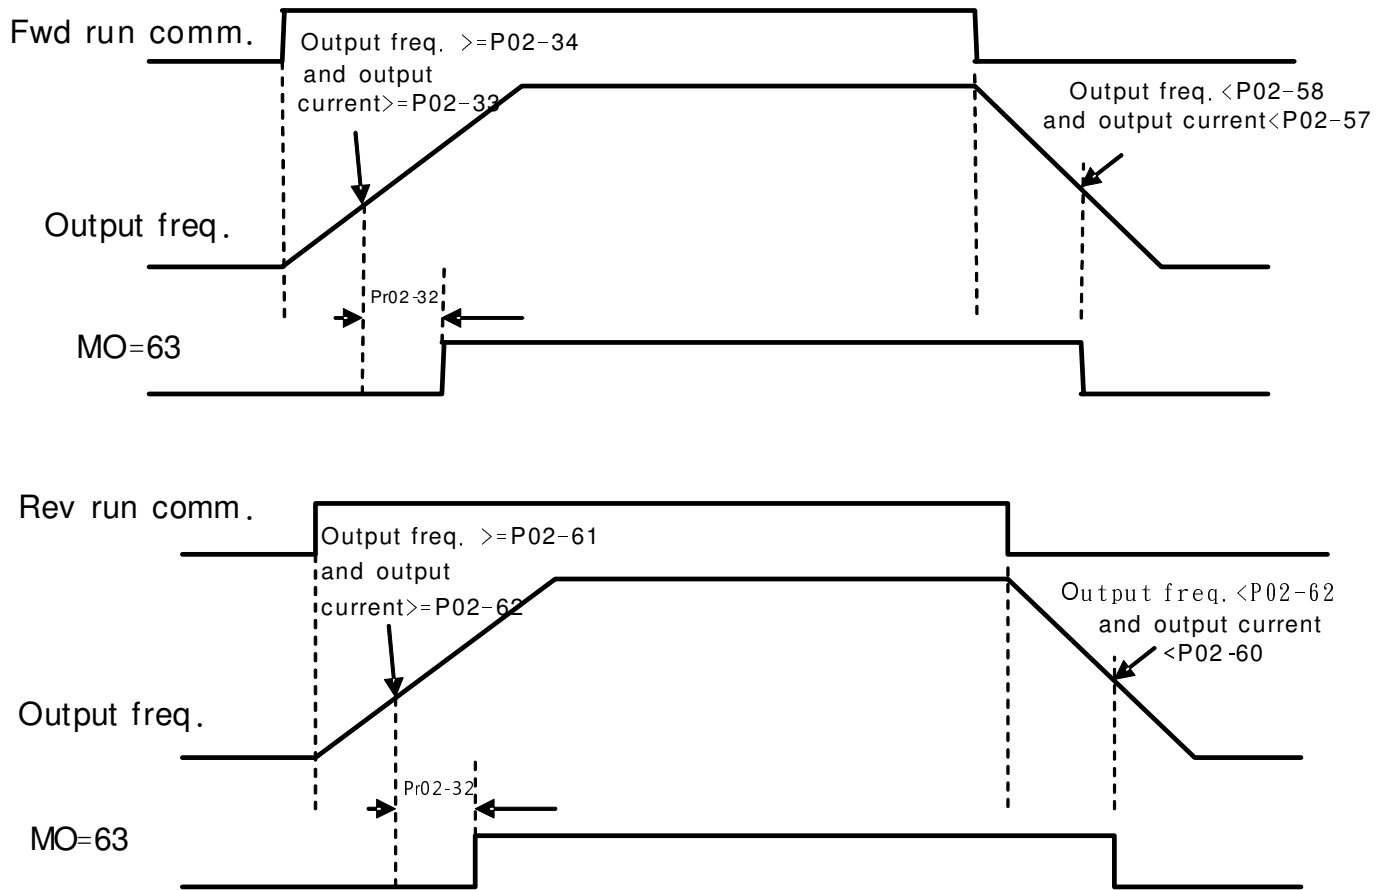 Fwd run comm.
Output freq. >=P02-34
and output
current>=P02-33
Output freq. <P02-58
and output current<P02-57
Output freq.
Pr02-32
MO=63
Rev run comm.
Output freq. >=P02-61
and output
current>=P02-62
Output freq. <P02-62
and output current
<P02-60
Output freq.
Pr02-32
MO=63